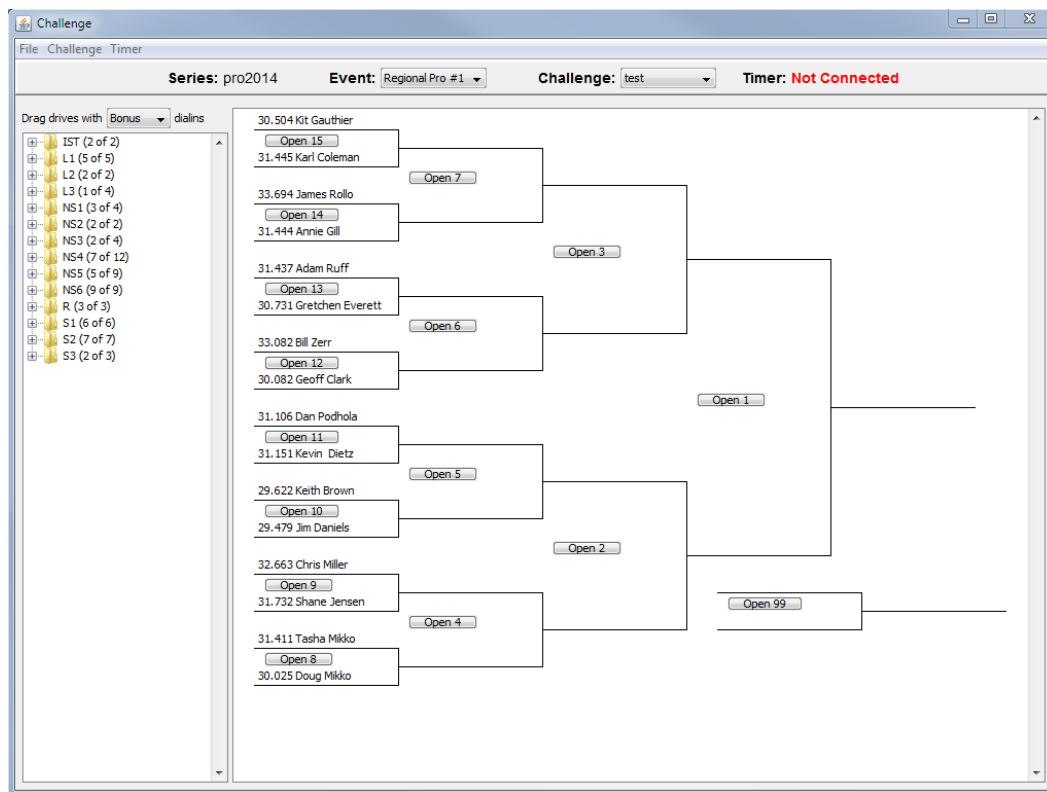 Challenge
File Challenge Timer
Series: pro2014 Event: Regional Pro #1 Challenge: test Timer: Not Connected
Drag drives with Bonus dialins
IST (2 of 2)
L1 (5 of 5)
L2 (2 of 2)
L3 (1 of 4)
NS1 (3 of 4)
NS2 (2 of 2)
NS3 (2 of 4)
NS4 (7 of 12)
NS5 (5 of 9)
NS6 (9 of 9)
R (3 of 3)
S1 (6 of 6)
S2 (7 of 7)
S3 (2 of 3)
30.504 Kit Gauthier
Open 15
31.445 Karl Coleman
Open 7
33.694 James Rollo
Open 14
31.444 Annie Gill
Open 3
31.437 Adam Ruff
Open 13
30.731 Gretchen Everett
Open 6
33.082 Bill Zerr
Open 12
30.082 Geoff Clark
Open 1
31.106 Dan Podhola
Open 11
31.151 Kevin Dietz
Open 5
29.622 Keith Brown
Open 10
29.479 Jim Daniels
Open 2
32.663 Chris Miller
Open 9
31.732 Shane Jensen
Open 99
Open 4
31.411 Tasha Mikko
Open 8
30.025 Doug Mikko